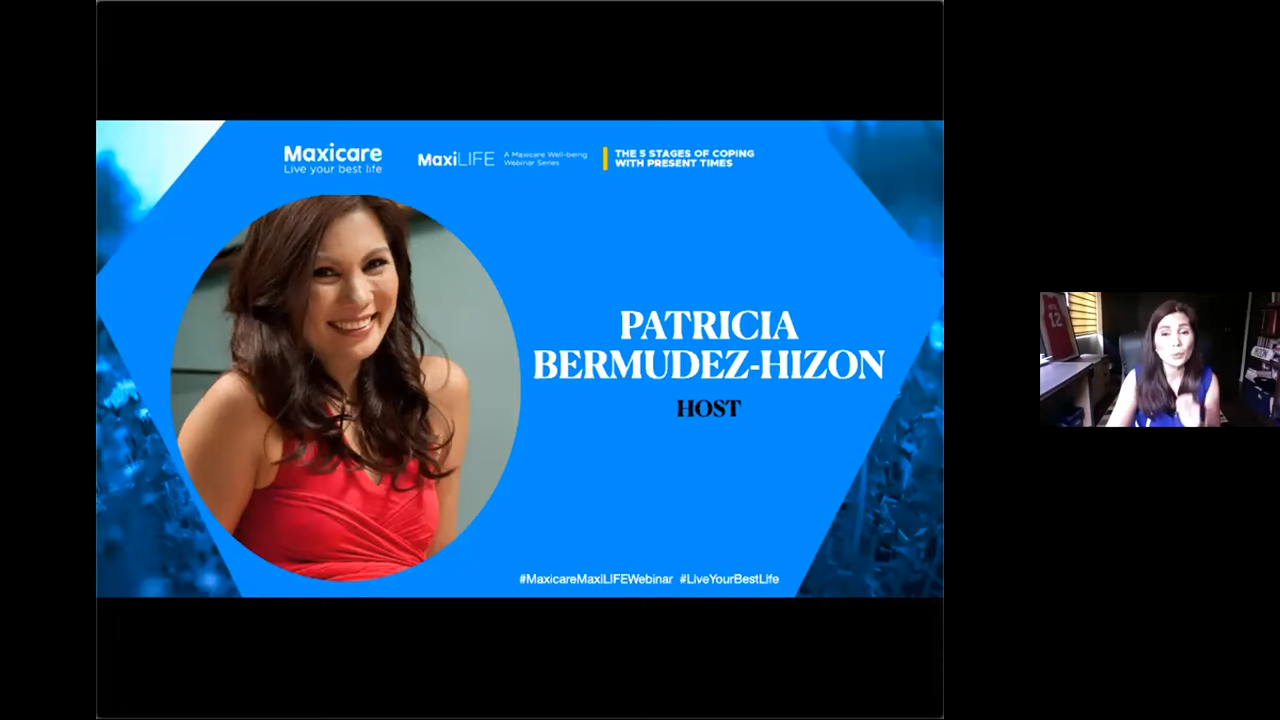 Maxicare
Live your best life
MaxiLIFE
A Maxicare Well-being
Webinar Series
THE 5 STAGES OF COPING
WITH PRESENT TIMES
PATRICIA
BERMUDEZ-HIZON
HOST
#MaxicareMaxiLIFEWebinar #LiveYourBestLife
12